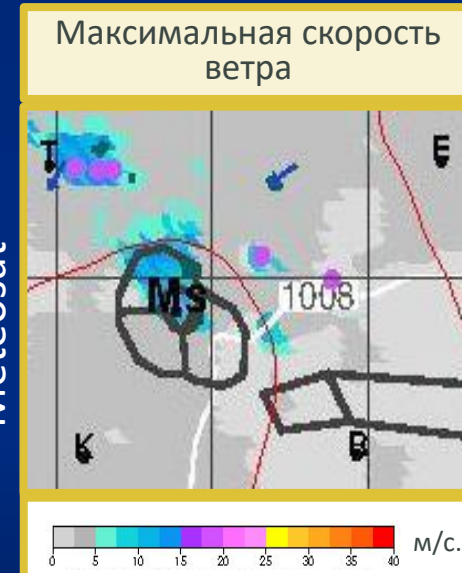 Максимальная скорость
ветра
Meteosat
T
E
Ms
1008
K
B
м/с.
0 5 10 15 20 25 30 35 40